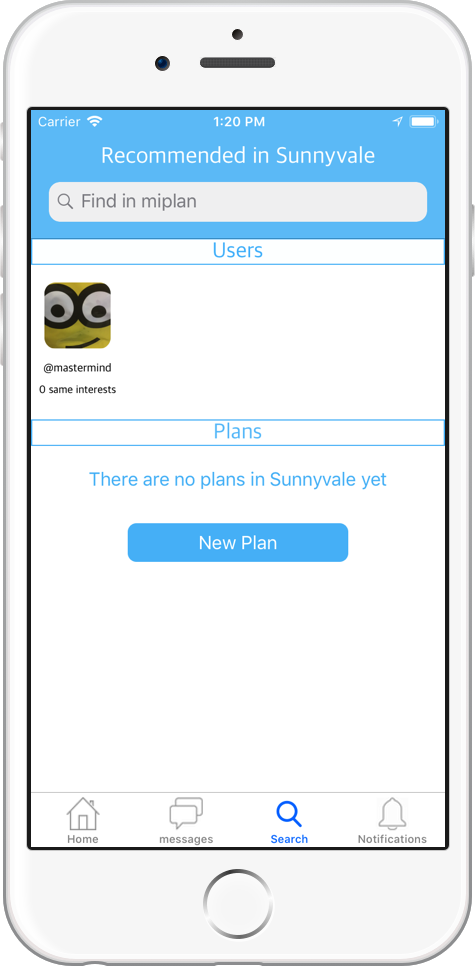 Carrier 1:20 PM
Recommended in Sunnyvale
Find in miplan
Users
@mastermind
0 same interests
Plans
There are no plans in Sunnyvale yet
New Plan
Home messages Search Notifications